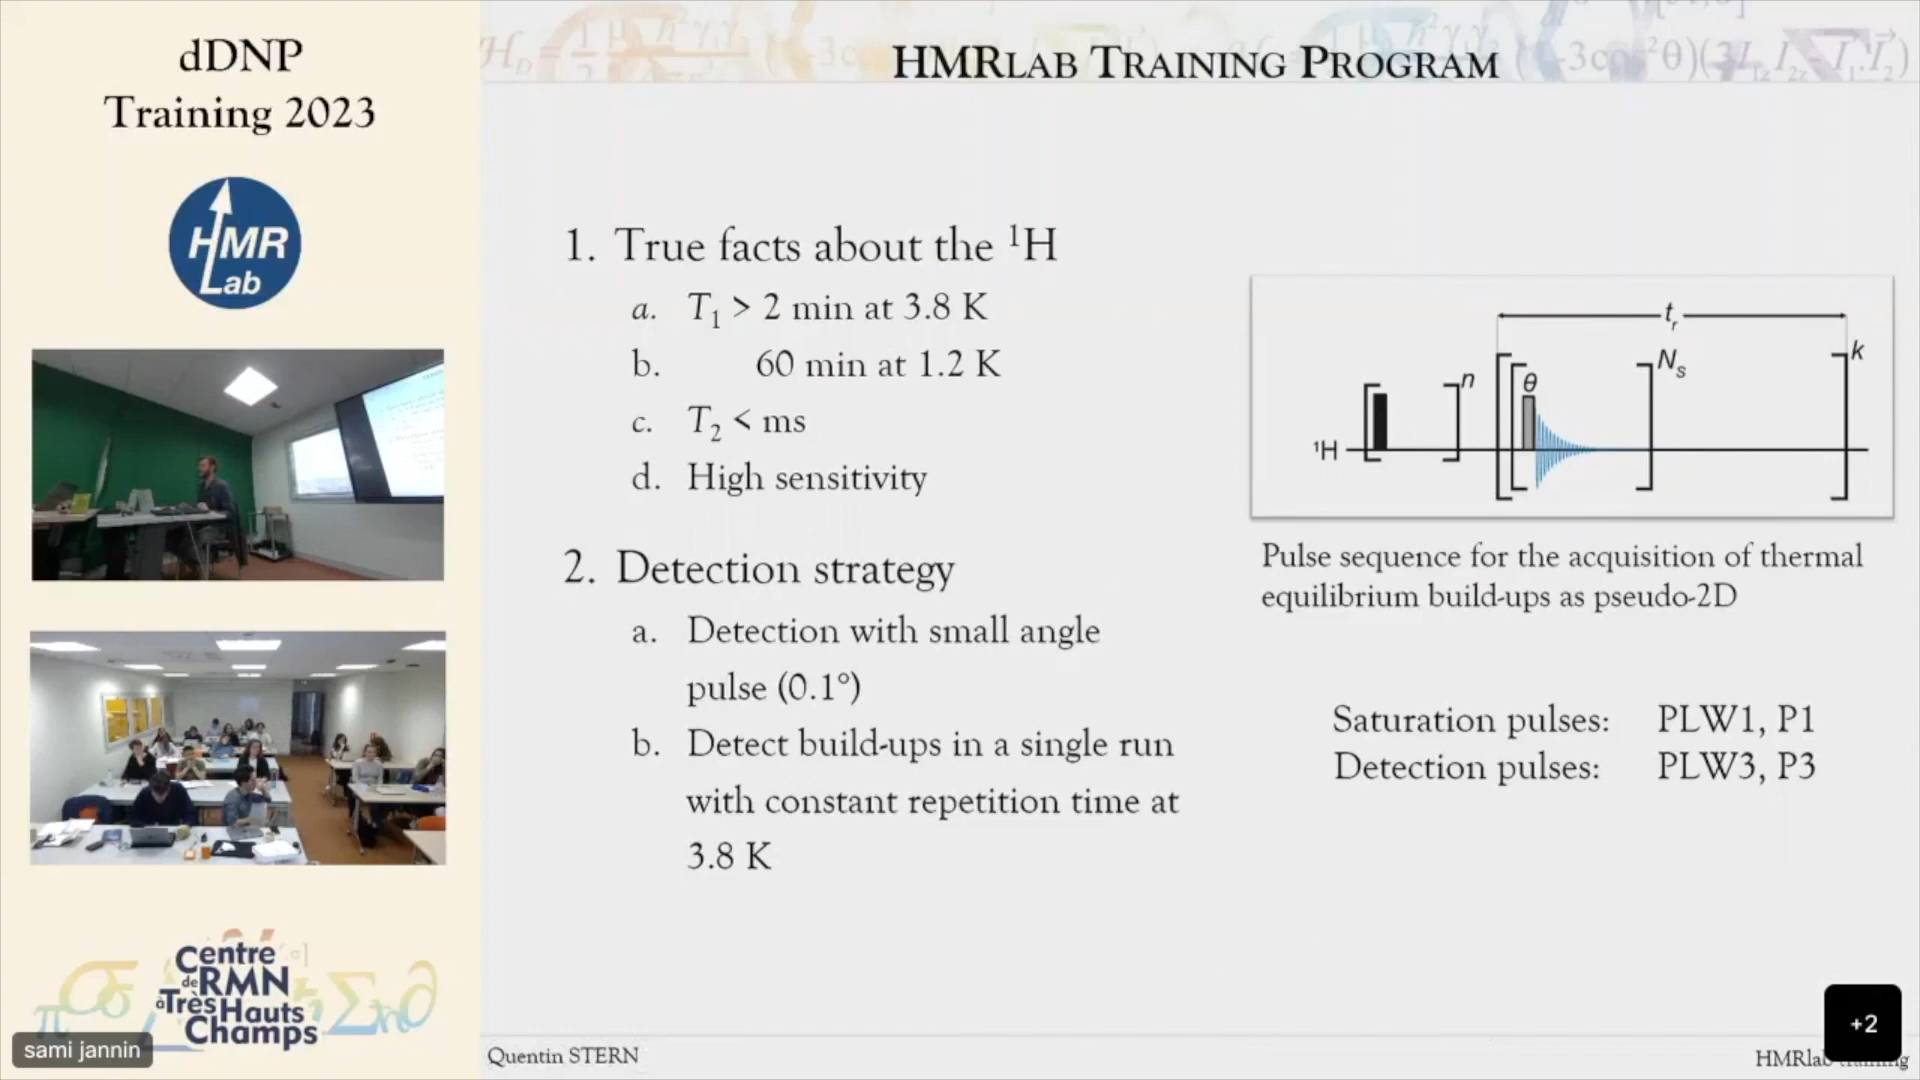 dDNP
Training 2023
HMR
Lab
Centre
de RMN
à Très Hauts
Champs
sami jannin
HMRLAB TRAINING PROGRAM
1. True facts about the ¹H
a. T₁ > 2 min at 3.8 K
b. 60 min at 1.2 K
c. T₂ < ms
d. High sensitivity
2. Detection strategy
a. Detection with small angle
pulse (0.1°)
b. Detect build-ups in a single run
with constant repetition time at
3.8 K
tᵣ
k
Nₛ
n
θ
¹H
Pulse sequence for the acquisition of thermal
equilibrium build-ups as pseudo-2D
Saturation pulses: PLW1, P1
Detection pulses: PLW3, P3
+2
Quentin STERN